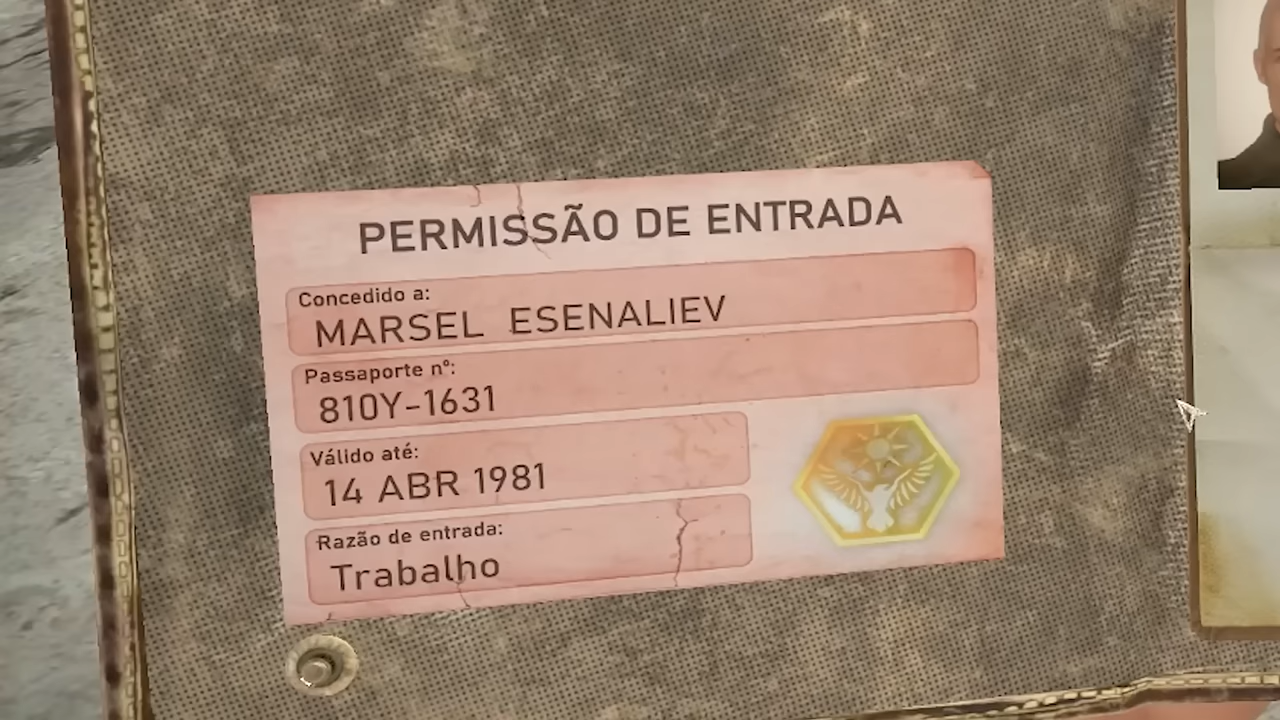 PERMISSÃO DE ENTRADA
Concedido a:
MARSEL ESENALIEV
Passaporte nº:
810Y-1631
Válido até:
14 ABR 1981
Razão de entrada:
Trabalho